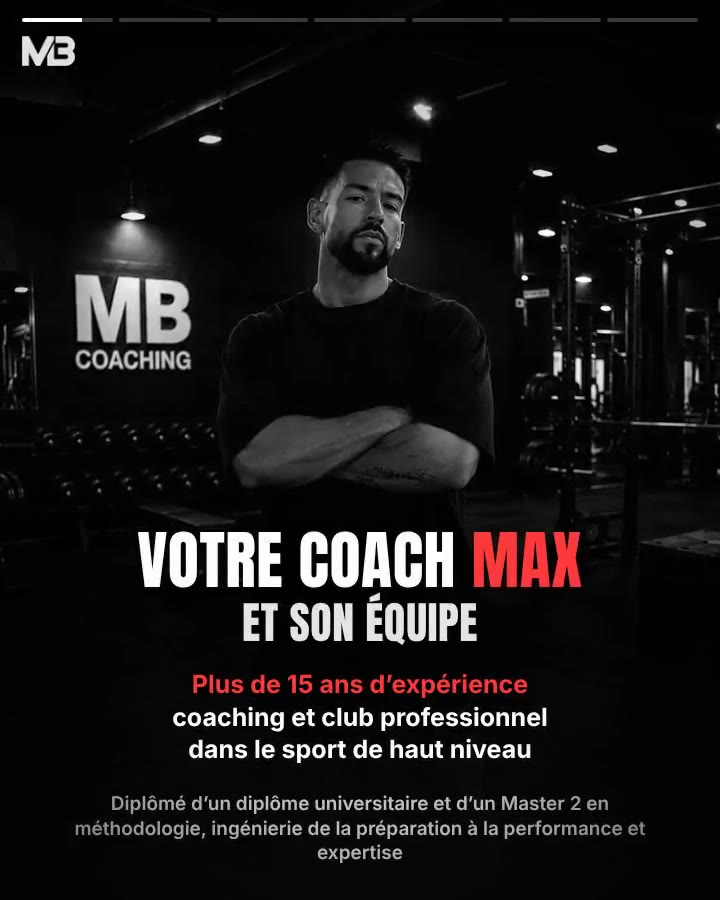 MB
MB
COACHING
VOTRE COACH MAX
ET SON ÉQUIPE
Plus de 15 ans d’expérience
coaching et club professionnel
dans le sport de haut niveau
Diplômé d’un diplôme universitaire et d’un Master 2 en
méthodologie, ingénierie de la préparation à la performance et
expertise